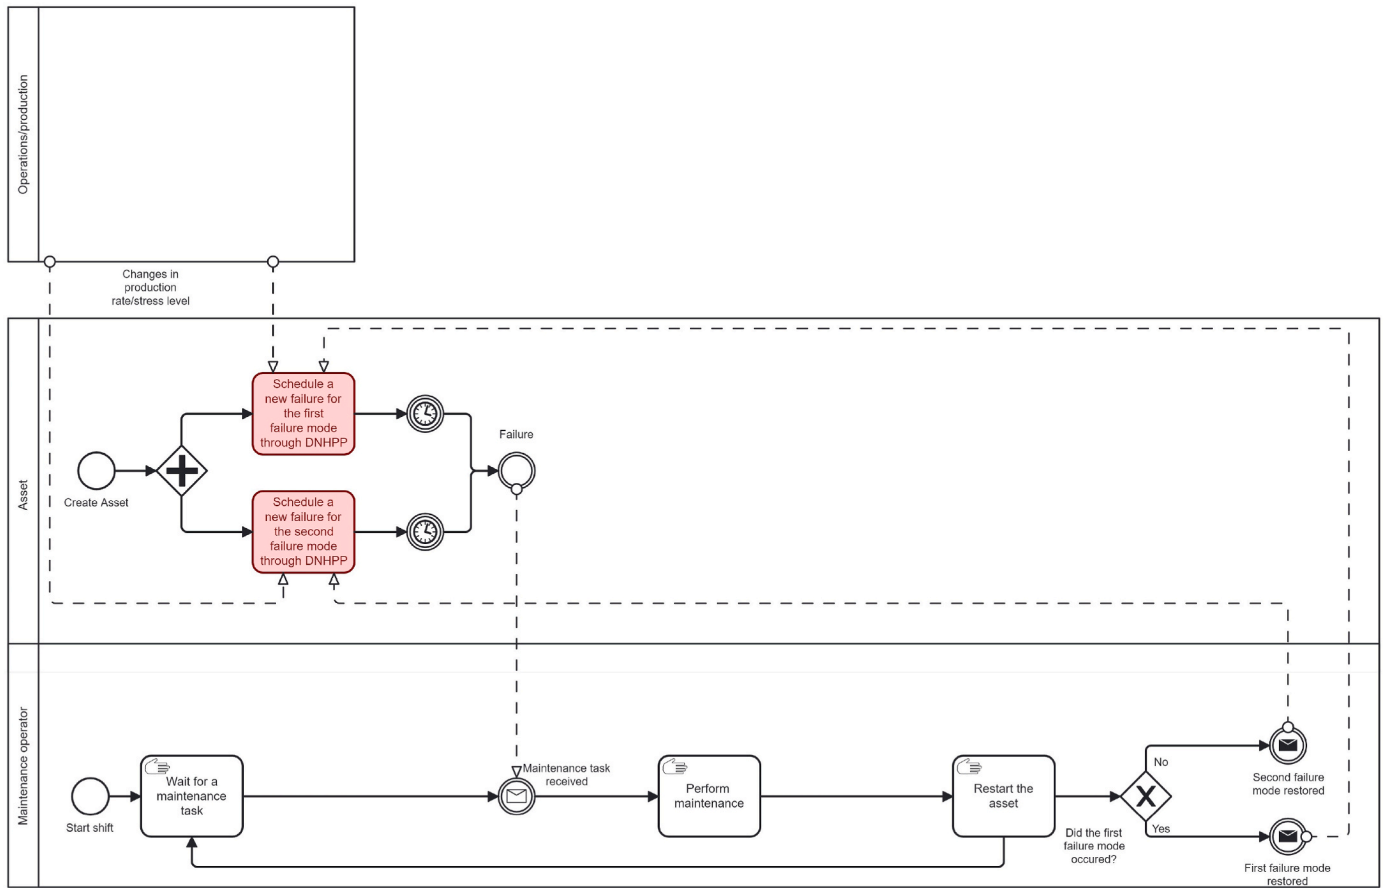 Operations/production
Changes in
production
rate/stress level
Asset
Schedule a
new failure for
the first
failure mode
through DNHPP
Failure
Create Asset
Schedule a
new failure for
the second
failure mode
through DNHPP
Maintenance operator
Start shift
Wait for a
maintenance
task
Maintenance task
received
Perform
maintenance
Restart the
asset
Did the first
failure mode
occured?
No
Second failure
mode restored
Yes
First failure mode
restored